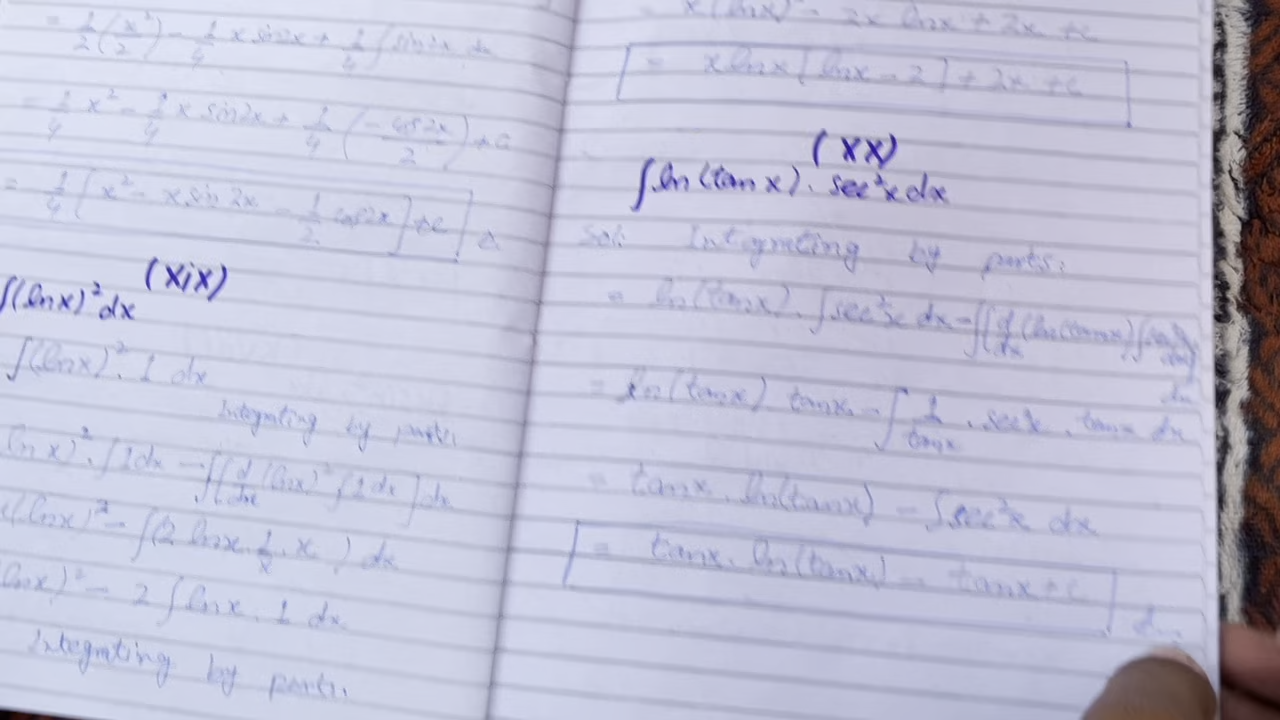 = 1/2 (x²/2) - 1/4 x sin2x + 1/4 ∫ sin2x dx
= 1/4 x² - 1/4 x sin2x + 1/4 (-cos2x/2) + c
= 1/4 [x² - x sin 2x - 1/2 cos2x] + c
(xix)
∫(lnx)² dx
∫(lnx)² . 1 dx
Integrating by parts.
lnx)² . ∫1dx - ∫[d/dx (lnx)² ∫1dx] dx
(lnx)² - ∫(2 lnx . 1/x . x) dx
lnx)² - 2 ∫lnx . 1 dx
Integrating by parts.
x(lnx)² - 2x lnx + 2x + c
= x lnx [lnx - 2] + 2x + c
(XX)
∫ln(tanx) . sec²x dx
Sol: Integrating by parts:
= ln(tanx) . ∫sec²x dx - ∫[d/dx (ln(tanx) ∫sec²x dx] dx
= ln(tanx) tanx - ∫ 1/tanx . sec²x . tanx dx
= tanx . ln(tanx) - ∫sec²x dx
= tanx . ln(tanx) - tanx + c